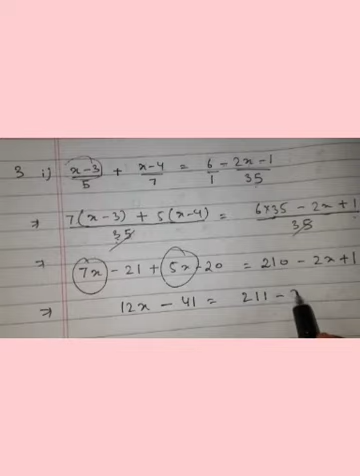 3 i) x-3/5 + x-4/7 = 6/1 - 2x-1/35
⇒ 7(x-3) + 5(x-4)/35 = 6×35 - 2x+1/35
⇒ 7x - 21 + 5x - 20 = 210 - 2x+1
⇒ 12x - 41 = 211 -